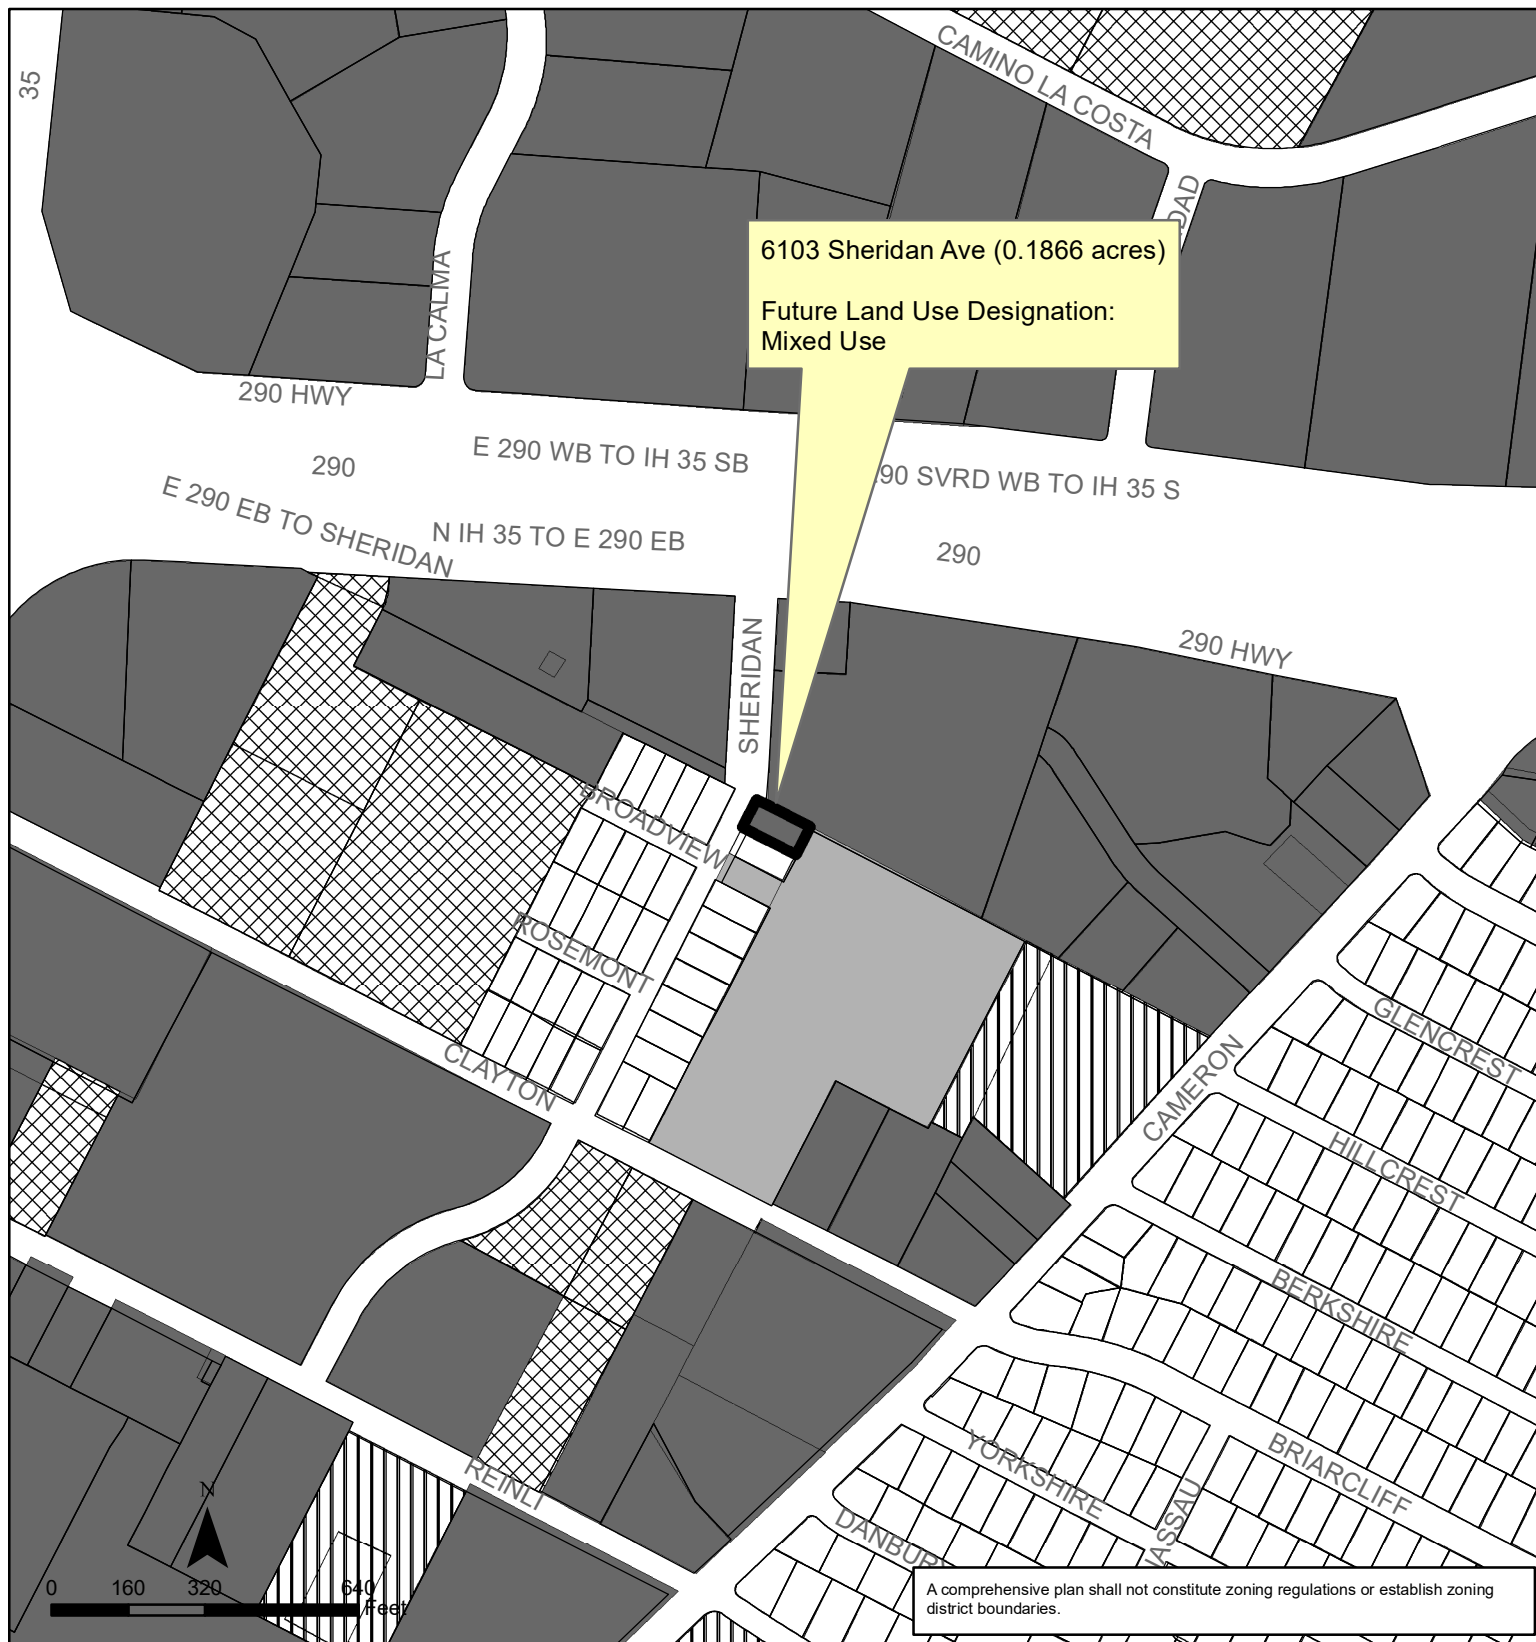 35
CAMINO LA COSTA
DAD
6103 Sheridan Ave (0.1866 acres)
Future Land Use Designation:
Mixed Use
LA CALMA
290 HWY
E 290 WB TO IH 35 SB
290
90 SVRD WB TO IH 35 S
E 290 EB TO SHERIDAN
N IH 35 TO E 290 EB
290
290 HWY
SHERIDAN
BROADVIEW
ROSEMONT
CLAYTON
GLENCREST
CAMERON
HILLCREST
BERKSHIRE
REINLI
YORKSHIRE
BRIARCLIFF
ASSAU
DANBURY
N
0 160 320 640
Feet
A comprehensive plan shall not constitute zoning regulations or establish zoning
district boundaries.